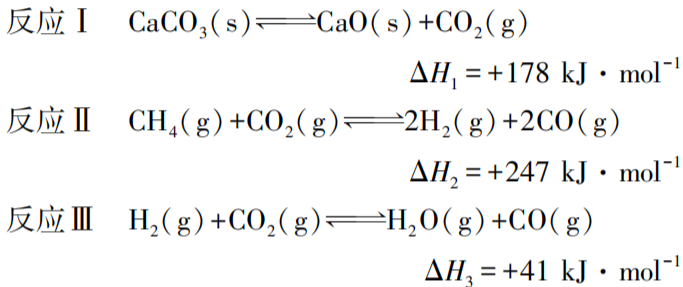 反应Ⅰ CaCO₃(s)⇌CaO(s)+CO₂(g)
ΔH₁=+178 kJ·mol⁻¹
反应Ⅱ CH₄(g)+CO₂(g)⇌2H₂(g)+2CO(g)
ΔH₂=+247 kJ·mol⁻¹
反应Ⅲ H₂(g)+CO₂(g)⇌H₂O(g)+CO(g)
ΔH₃=+41 kJ·mol⁻¹